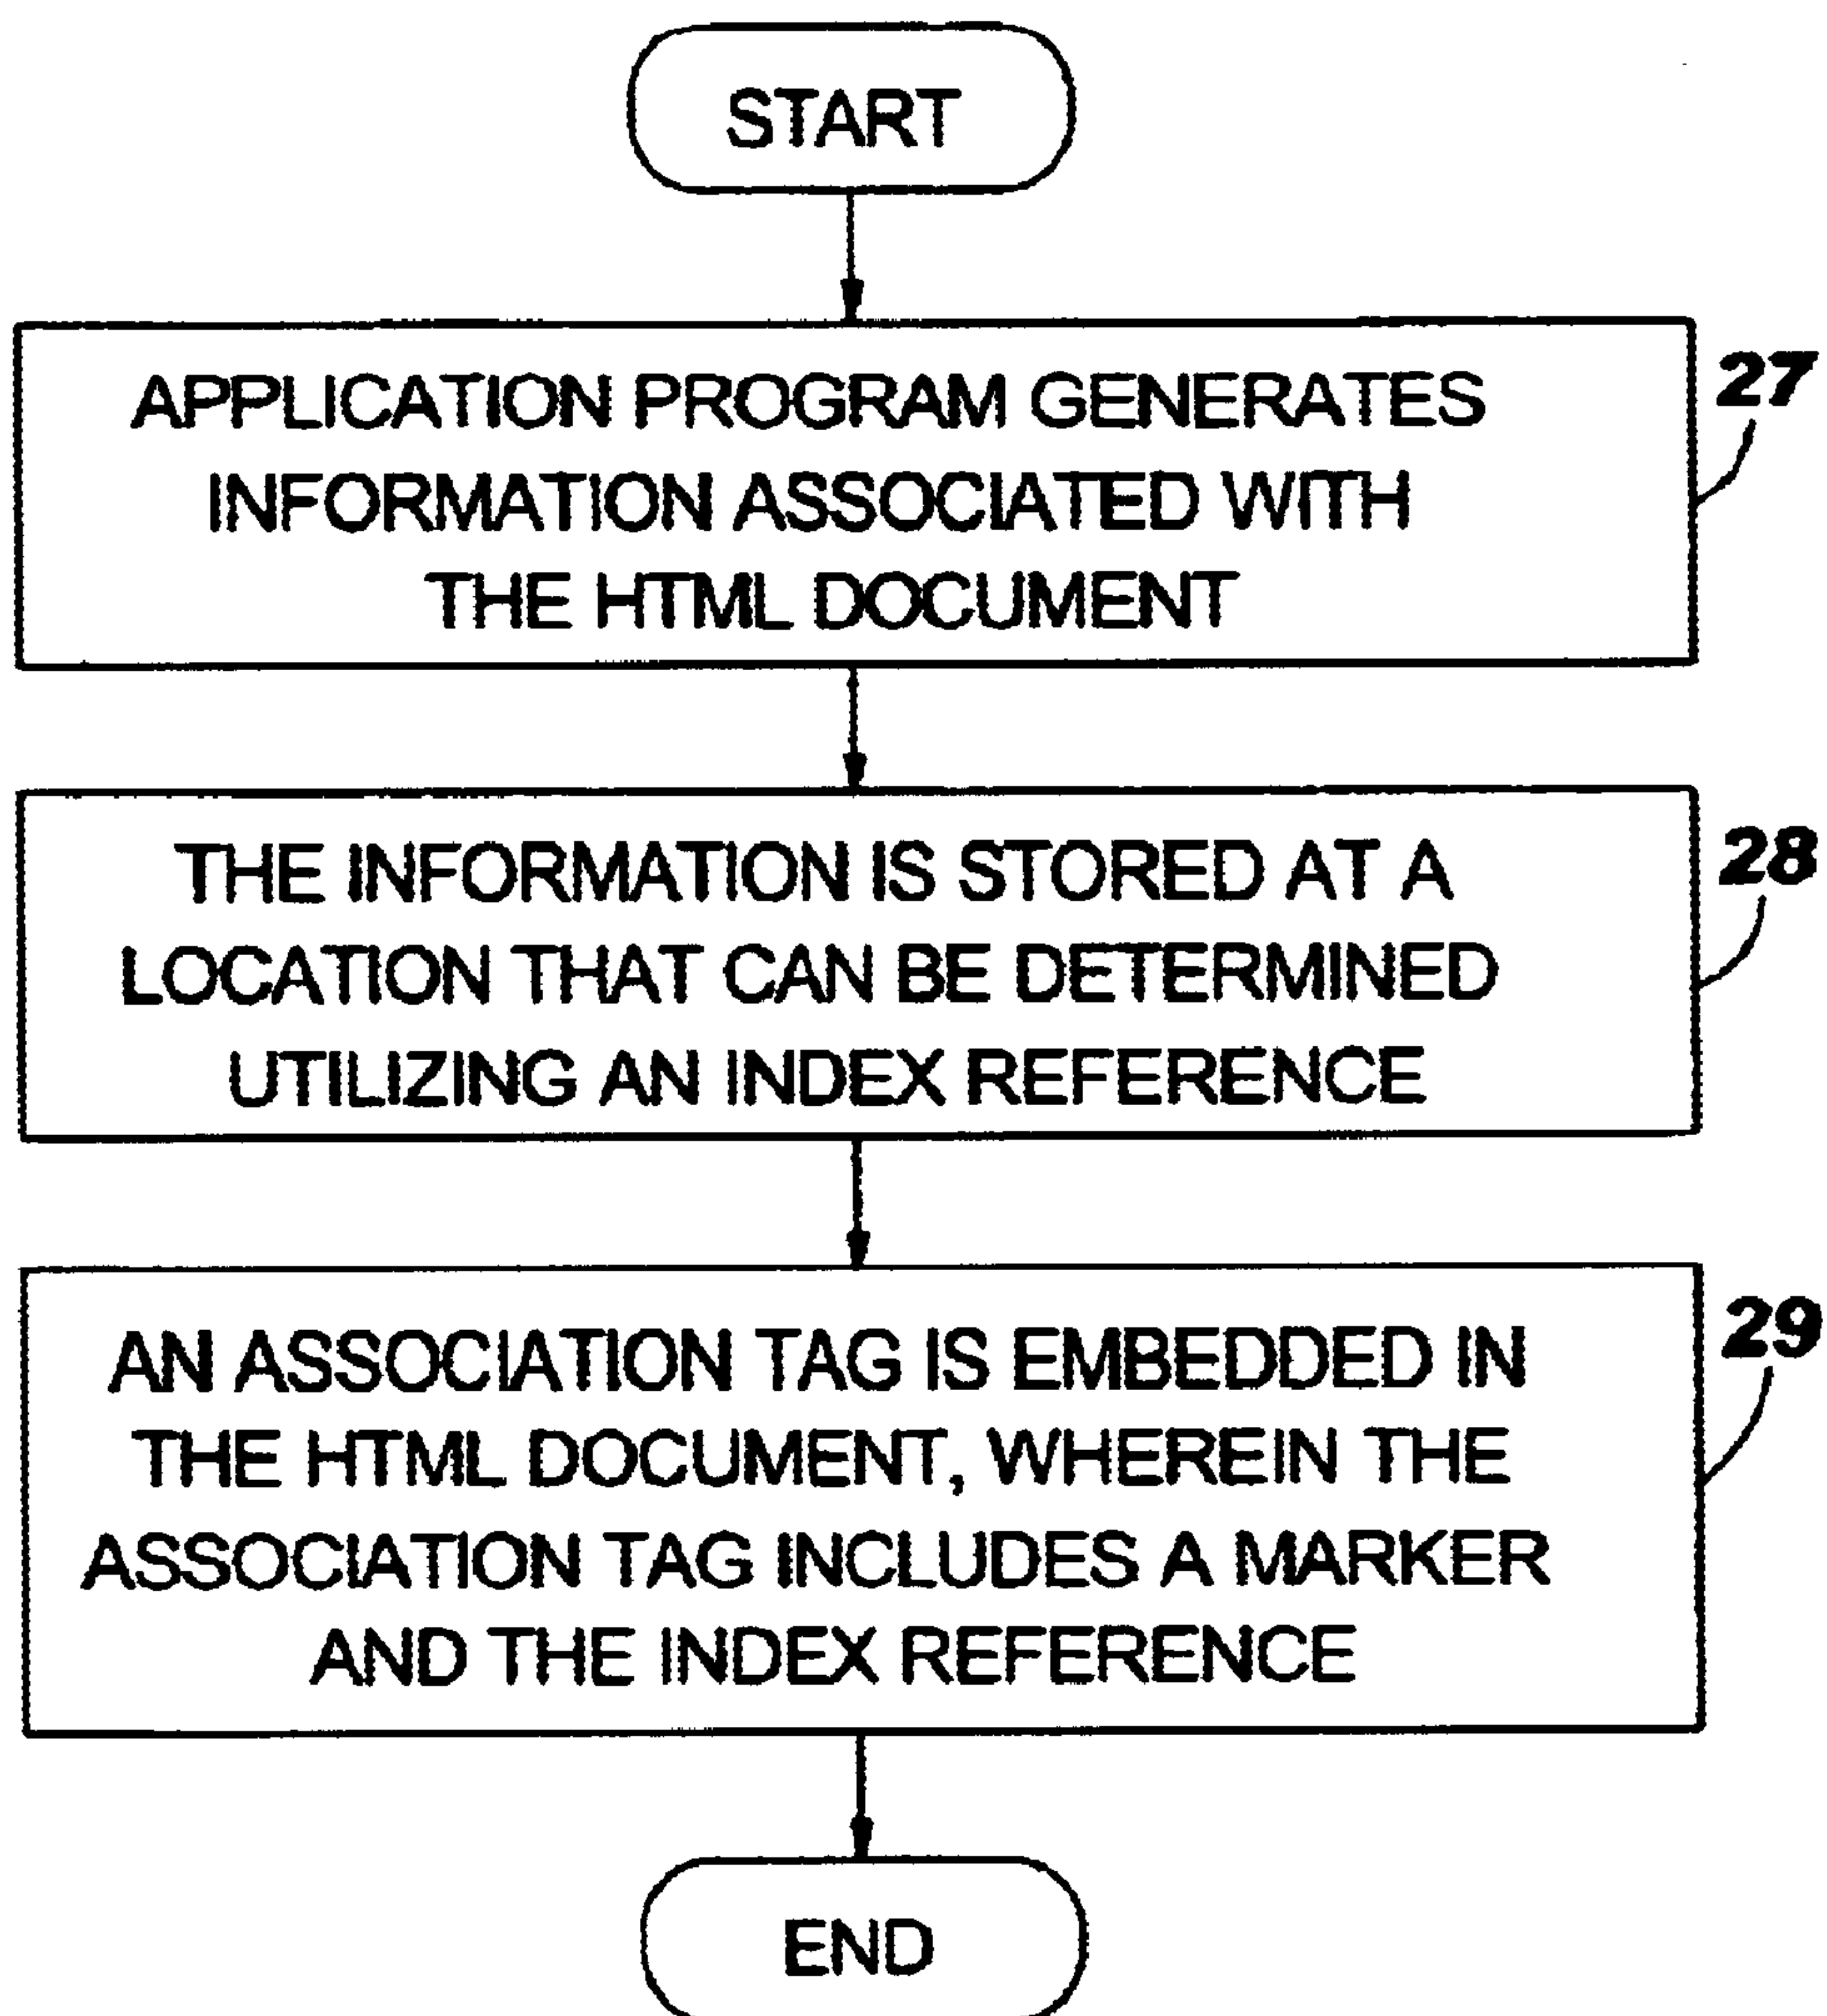 START
APPLICATION PROGRAM GENERATES
27
INFORMATION ASSOCIATED WITH
THE HTML DOCUMENT
THE INFORMATION IS STORED AT A
28
LOCATION THAT CAN BE DETERMINED
UTILIZING AN INDEX REFERENCE
AN ASSOCIATION TAG IS EMBEDDED IN
29
THE HTML DOCUMENT, WHEREIN THE
ASSOCIATION TAG INCLUDES A MARKER
AND THE INDEX REFERENCE
END